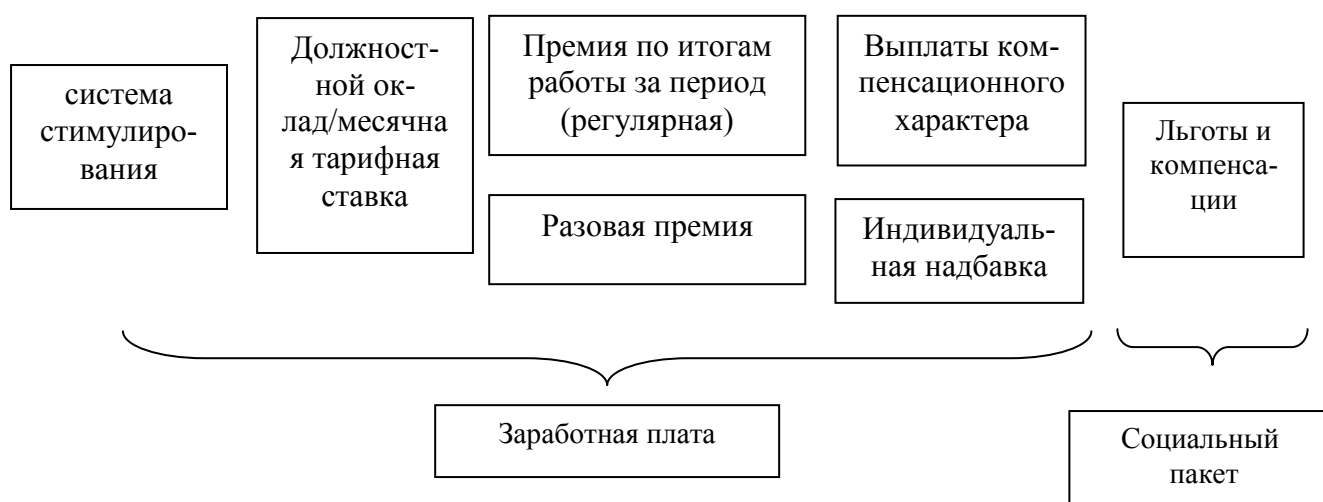 система
стимулиро-
вания
Должност-
ной ок-
лад/месячна
я тарифная
ставка
Премия по итогам
работы за период
(регулярная)
Выплаты ком-
пенсационного
характера
Льготы и
компенса-
ции
Разовая премия
Индивидуаль-
ная надбавка
Заработная плата
Социальный
пакет